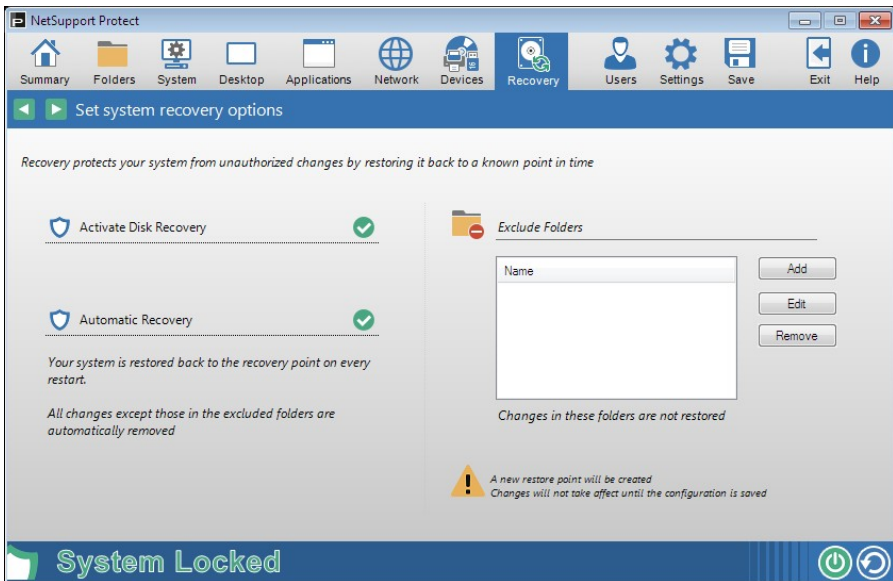 NetSupport Protect
Summary Folders System Desktop Applications Network Devices Recovery Users Settings Save Exit Help
Set system recovery options
Recovery protects your system from unauthorized changes by restoring it back to a known point in time
Activate Disk Recovery
Automatic Recovery
Your system is restored back to the recovery point on every
restart.
All changes except those in the excluded folders are
automatically removed
Exclude Folders
Name
Add
Edit
Remove
Changes in these folders are not restored
A new restore point will be created
Changes will not take affect until the configuration is saved
System Locked